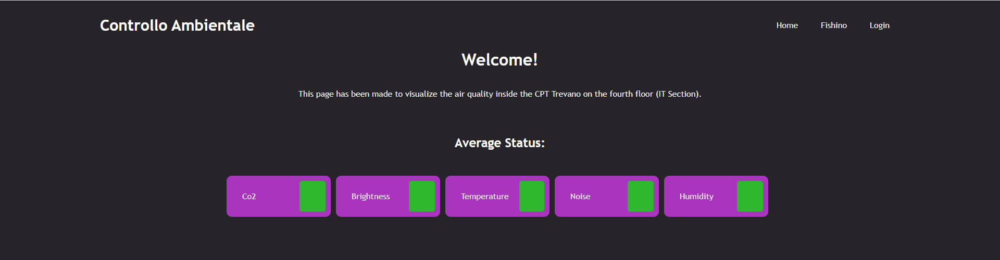 Controllo Ambientale
Home Fishino Login
Welcome!
This page has been made to visualize the air quality inside the CPT Trevano on the fourth floor (IT Section).
Average Status:
Co2 Brightness Temperature Noise Humidity